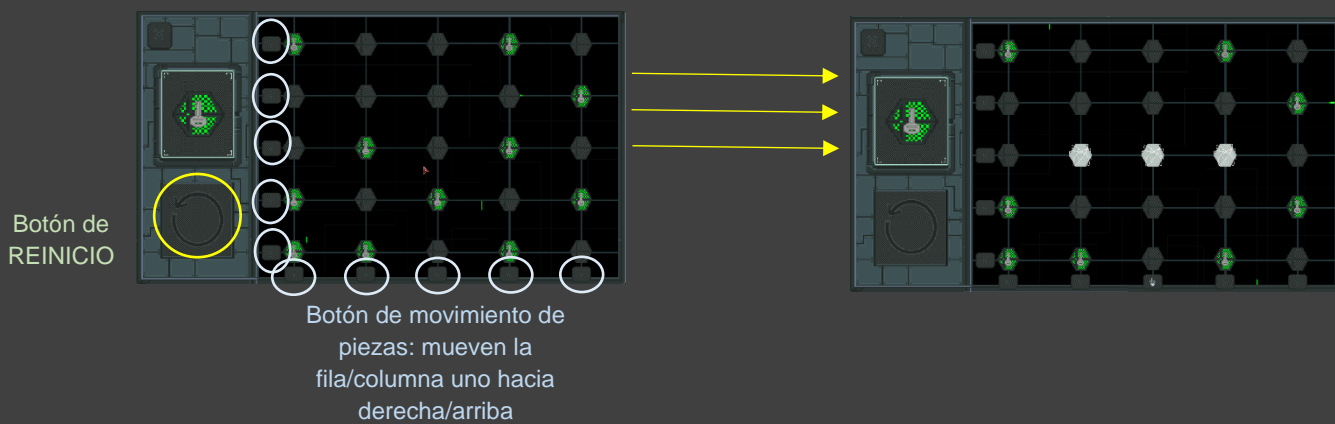 Botón de
REINICIO
Botón de movimiento de
piezas: mueven la
fila/columna uno hacia
derecha/arriba